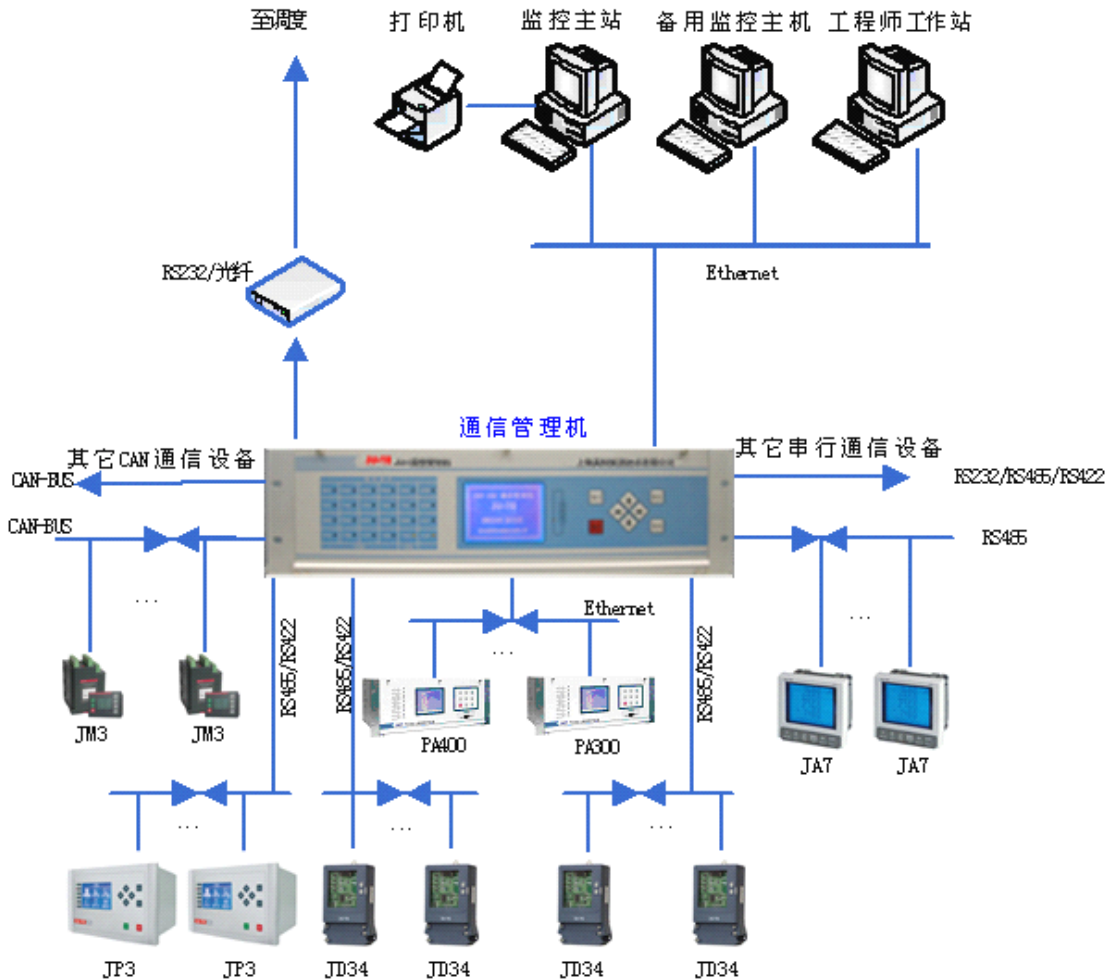 至调度
打印机
监控主站
备用监控主机
工程师工作站
RS232/光纤
Ethernet
通信管理机
其它CAN通信设备
其它串行通信设备
CAN-BUS
RS232/RS485/RS422
CAN-BUS
RS485
...
Ethernet
...
...
RS485/RS422
RS485/RS422
RS485/RS422
JM3
JM3
PA400
PA300
JA7
JA7
...
...
...
JP3
JP3
JD34
JD34
JD34
JD34